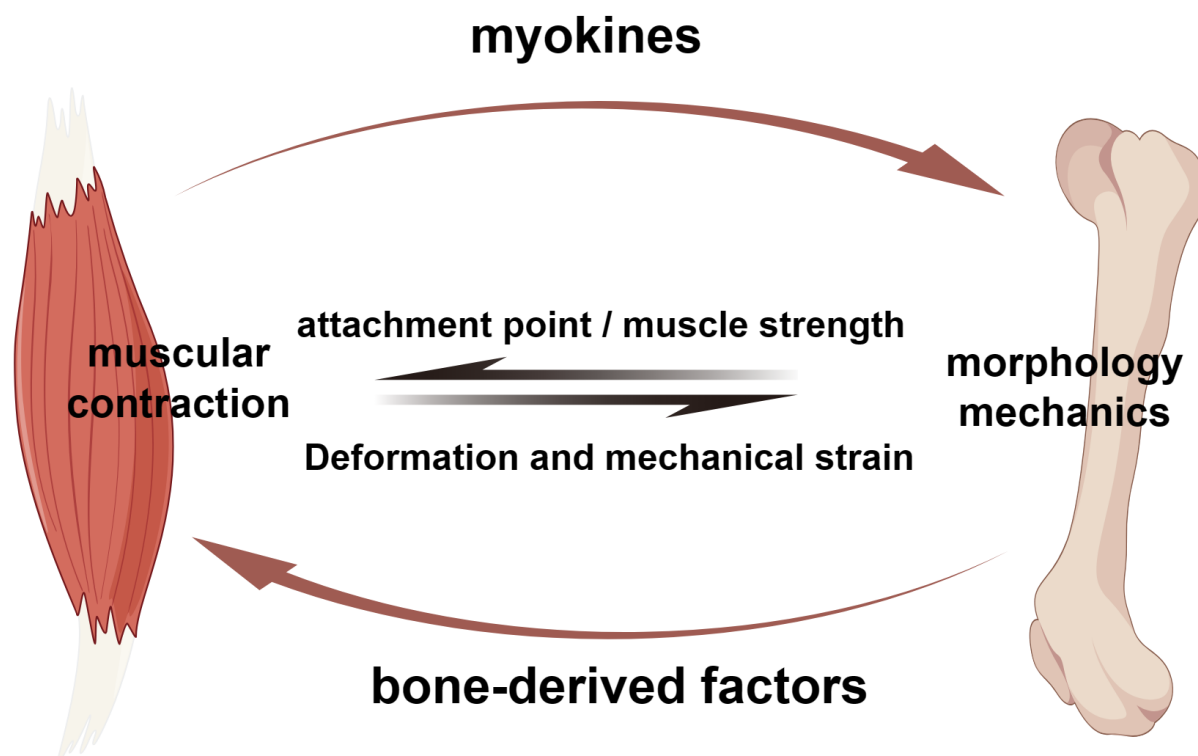 myokines
attachment point / muscle strength
muscular
contraction
morphology
mechanics
Deformation and mechanical strain
bone-derived factors